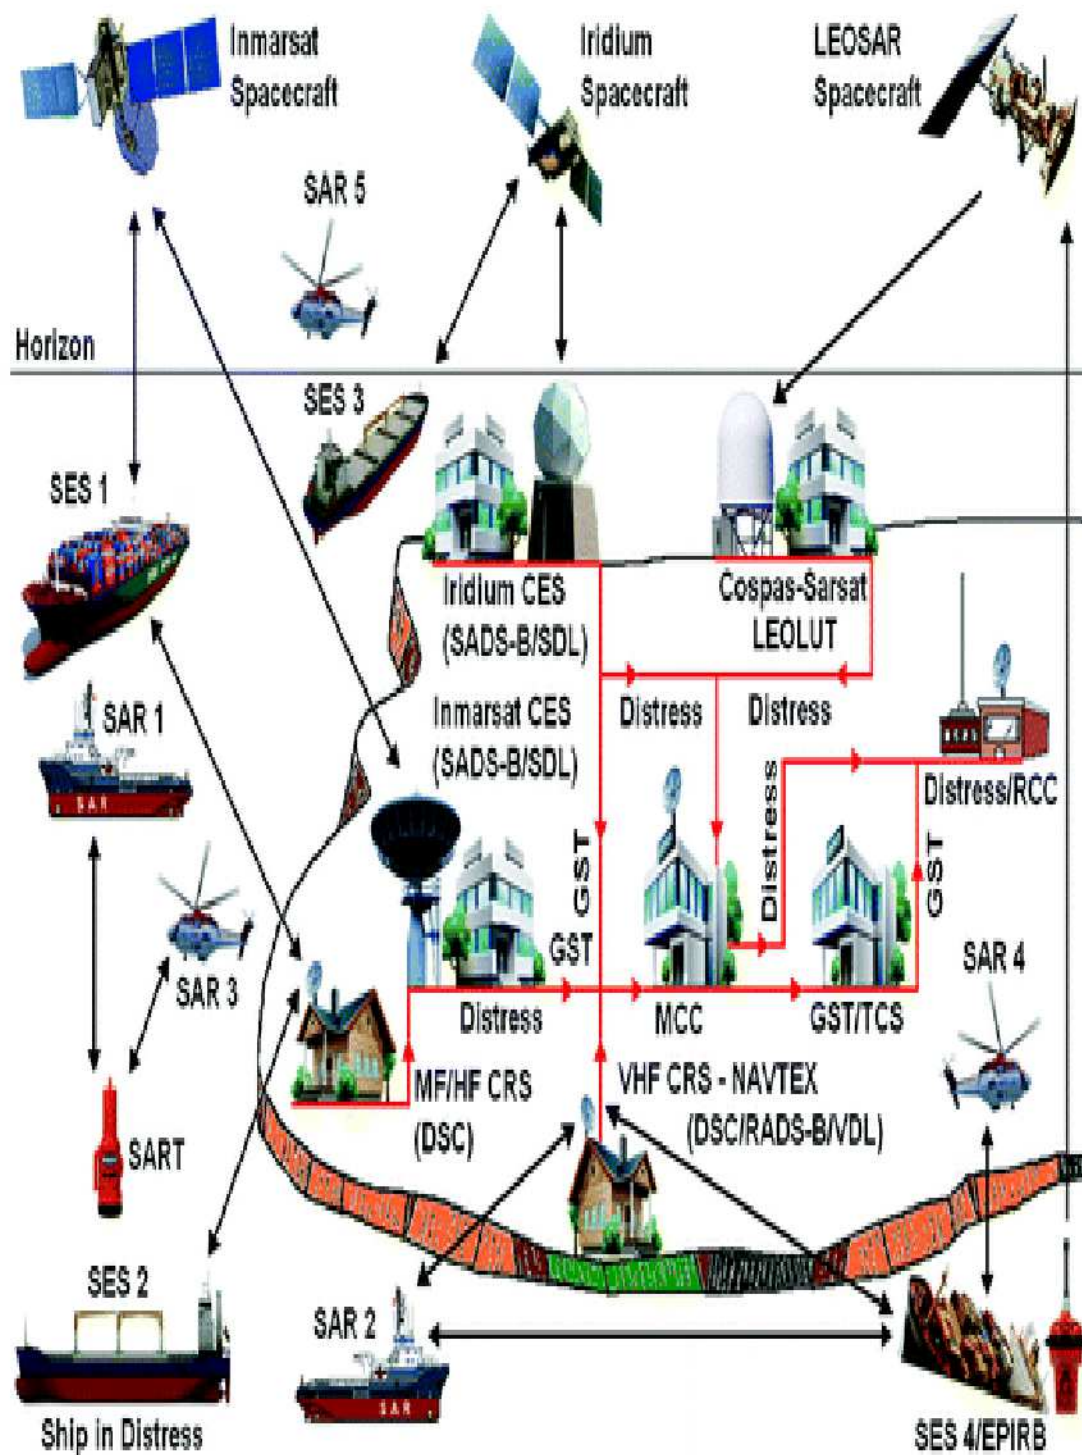 Inmarsat
Spacecraft
Iridium
Spacecraft
LEOSAR
Spacecraft
SAR 5
Horizon
SES 3
SES 1
Iridium CES
(SADS-B/SDL)
Cospas-Sarsat
LEOLUT
SAR 1
Inmarsat CES
(SADS-B/SDL)
Distress
Distress
Distress/RCC
SAR
GST
Distress
GST
GST
SAR 3
SAR 4
Distress
MCC
GST/TCS
MF/HF CRS
(DSC)
VHF CRS - NAVTEX
(DSC/RADS-B/VDL)
SART
SES 2
SAR 2
SAR
Ship in Distress
SES 4/EPIRB